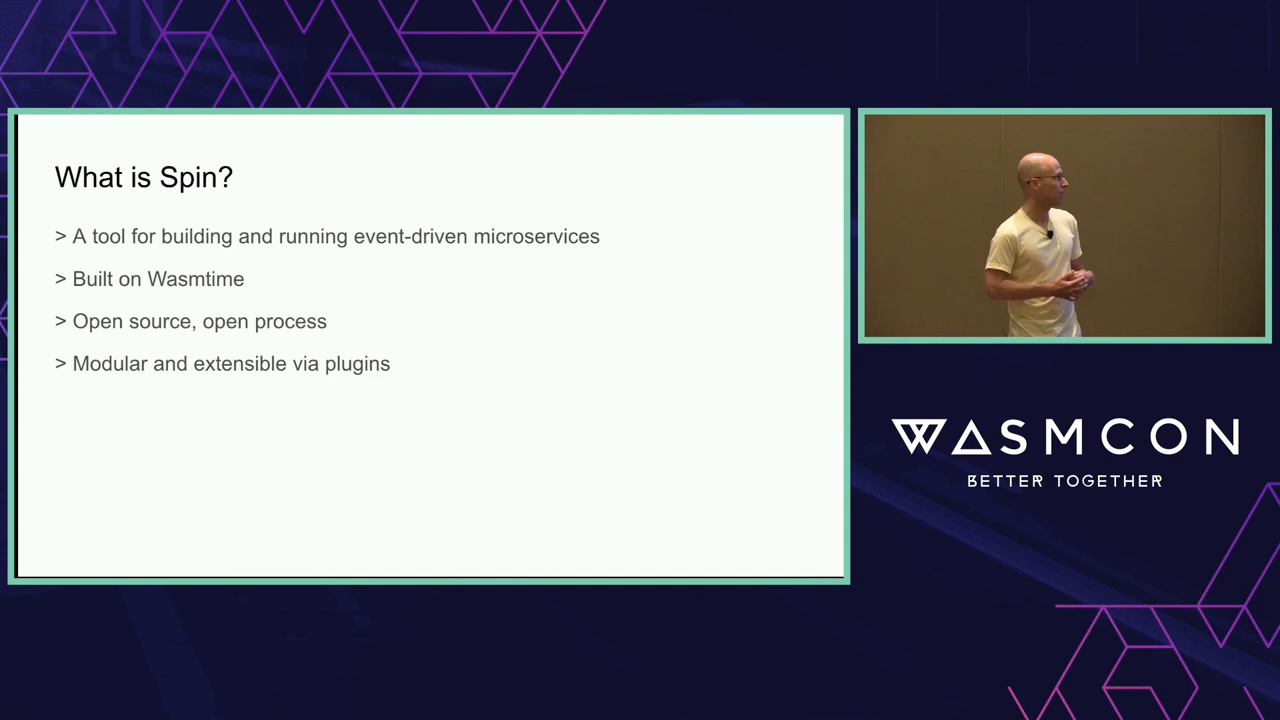 What is Spin?
> A tool for building and running event-driven microservices
> Built on Wasmtime
> Open source, open process
> Modular and extensible via plugins
WASMCON
BETTER TOGETHER